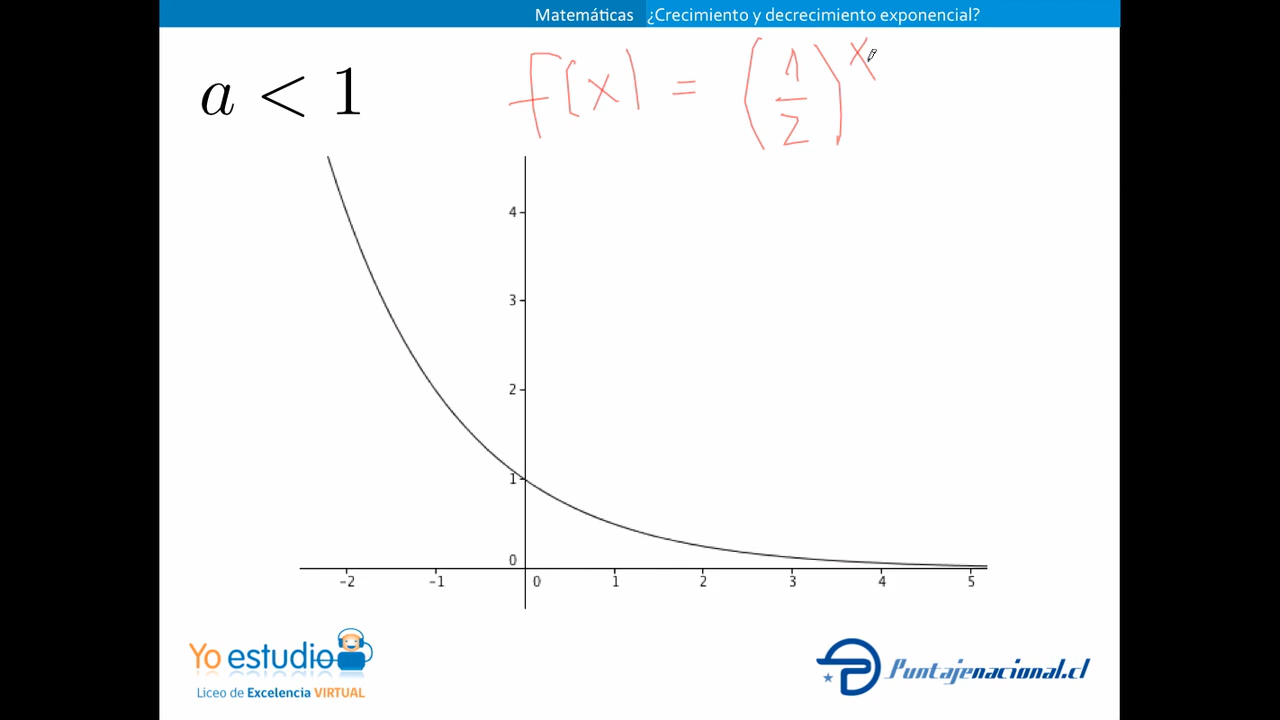 Matemáticas ¿Crecimiento y decrecimiento exponencial?
a < 1
f(x) = (1/2)^x
4
3
2
1
0
-2 -1 0 1 2 3 4 5
Yo estudio
Liceo de Excelencia VIRTUAL
Puntajenacional.cl